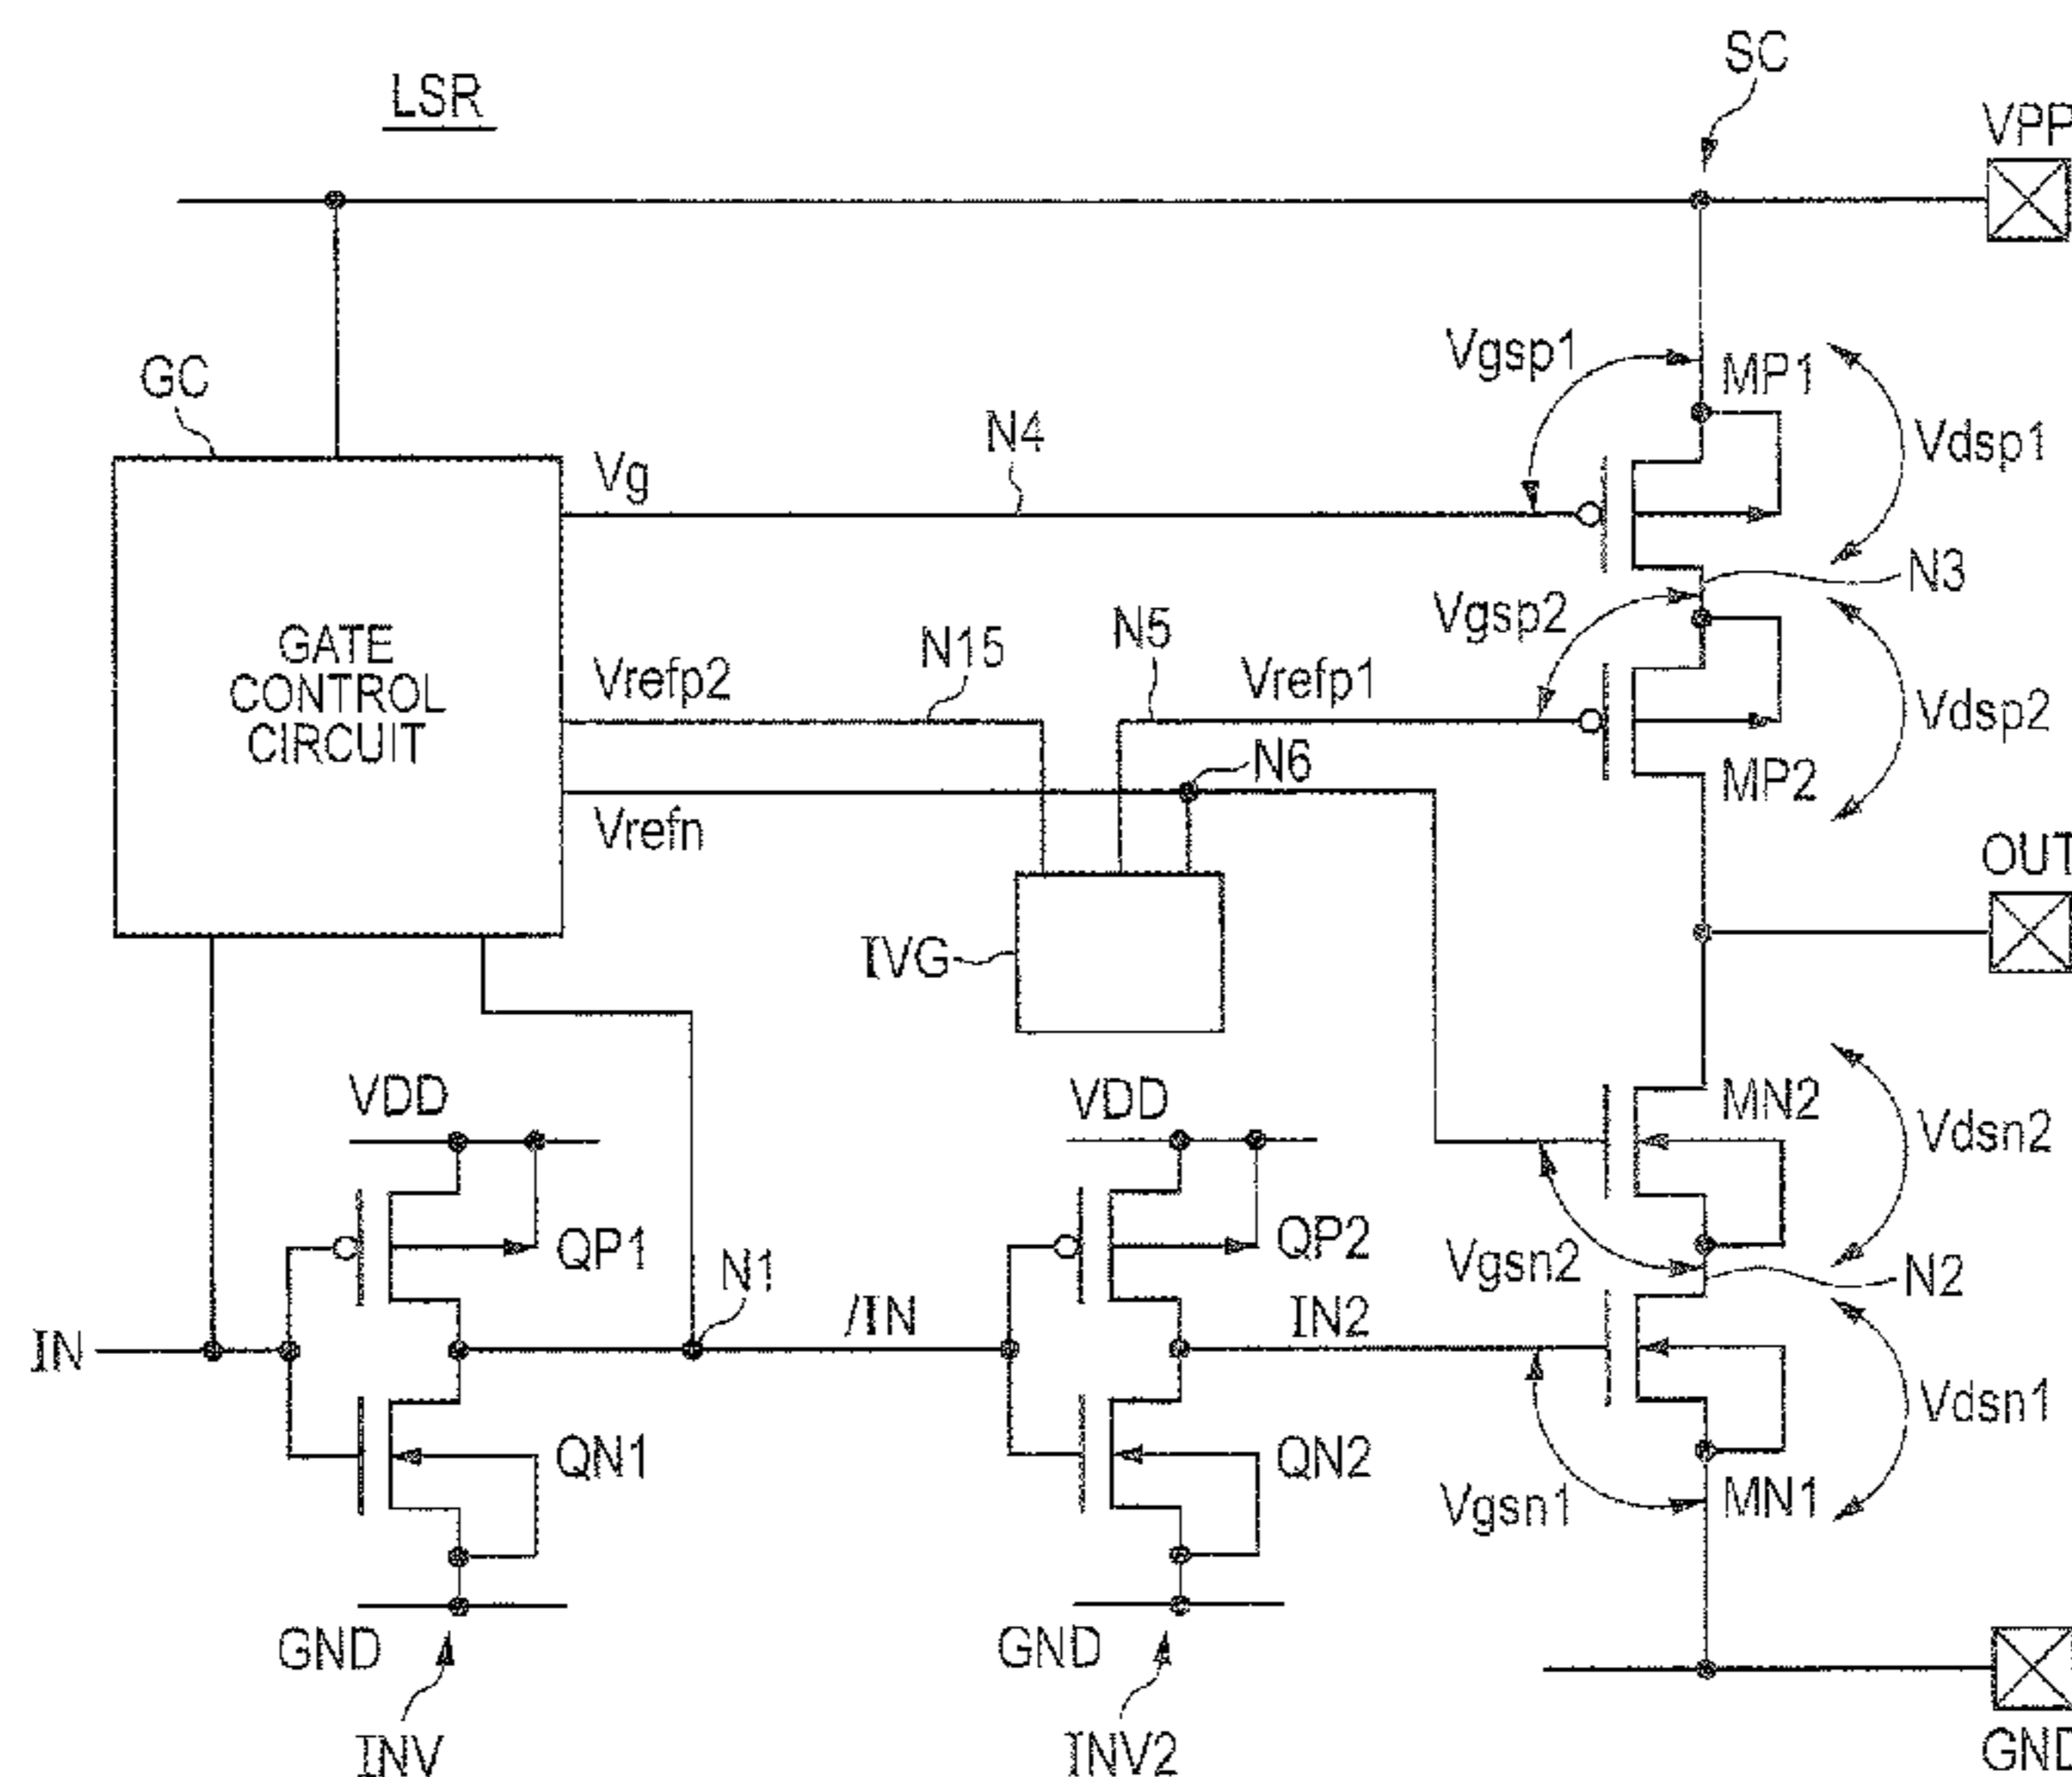 SC
LSR
VPP
Vgsp1
MP1
GC
N4
Vdsp1
Vg
N3
Vgsp2
N5
N15
GATE
CONTROL
CIRCUIT
Vrefp2
Vrefp1
Vdsp2
N6
MP2
Vrefn
OUT
IVG
VDD
VDD
MN2
Vdsn2
QP1
N1
QP2
Vgsn2
N2
IN
/IN
IN2
Vdsn1
QN1
QN2
Vgsn1
MN1
GND
GND
INV
INV2
GND